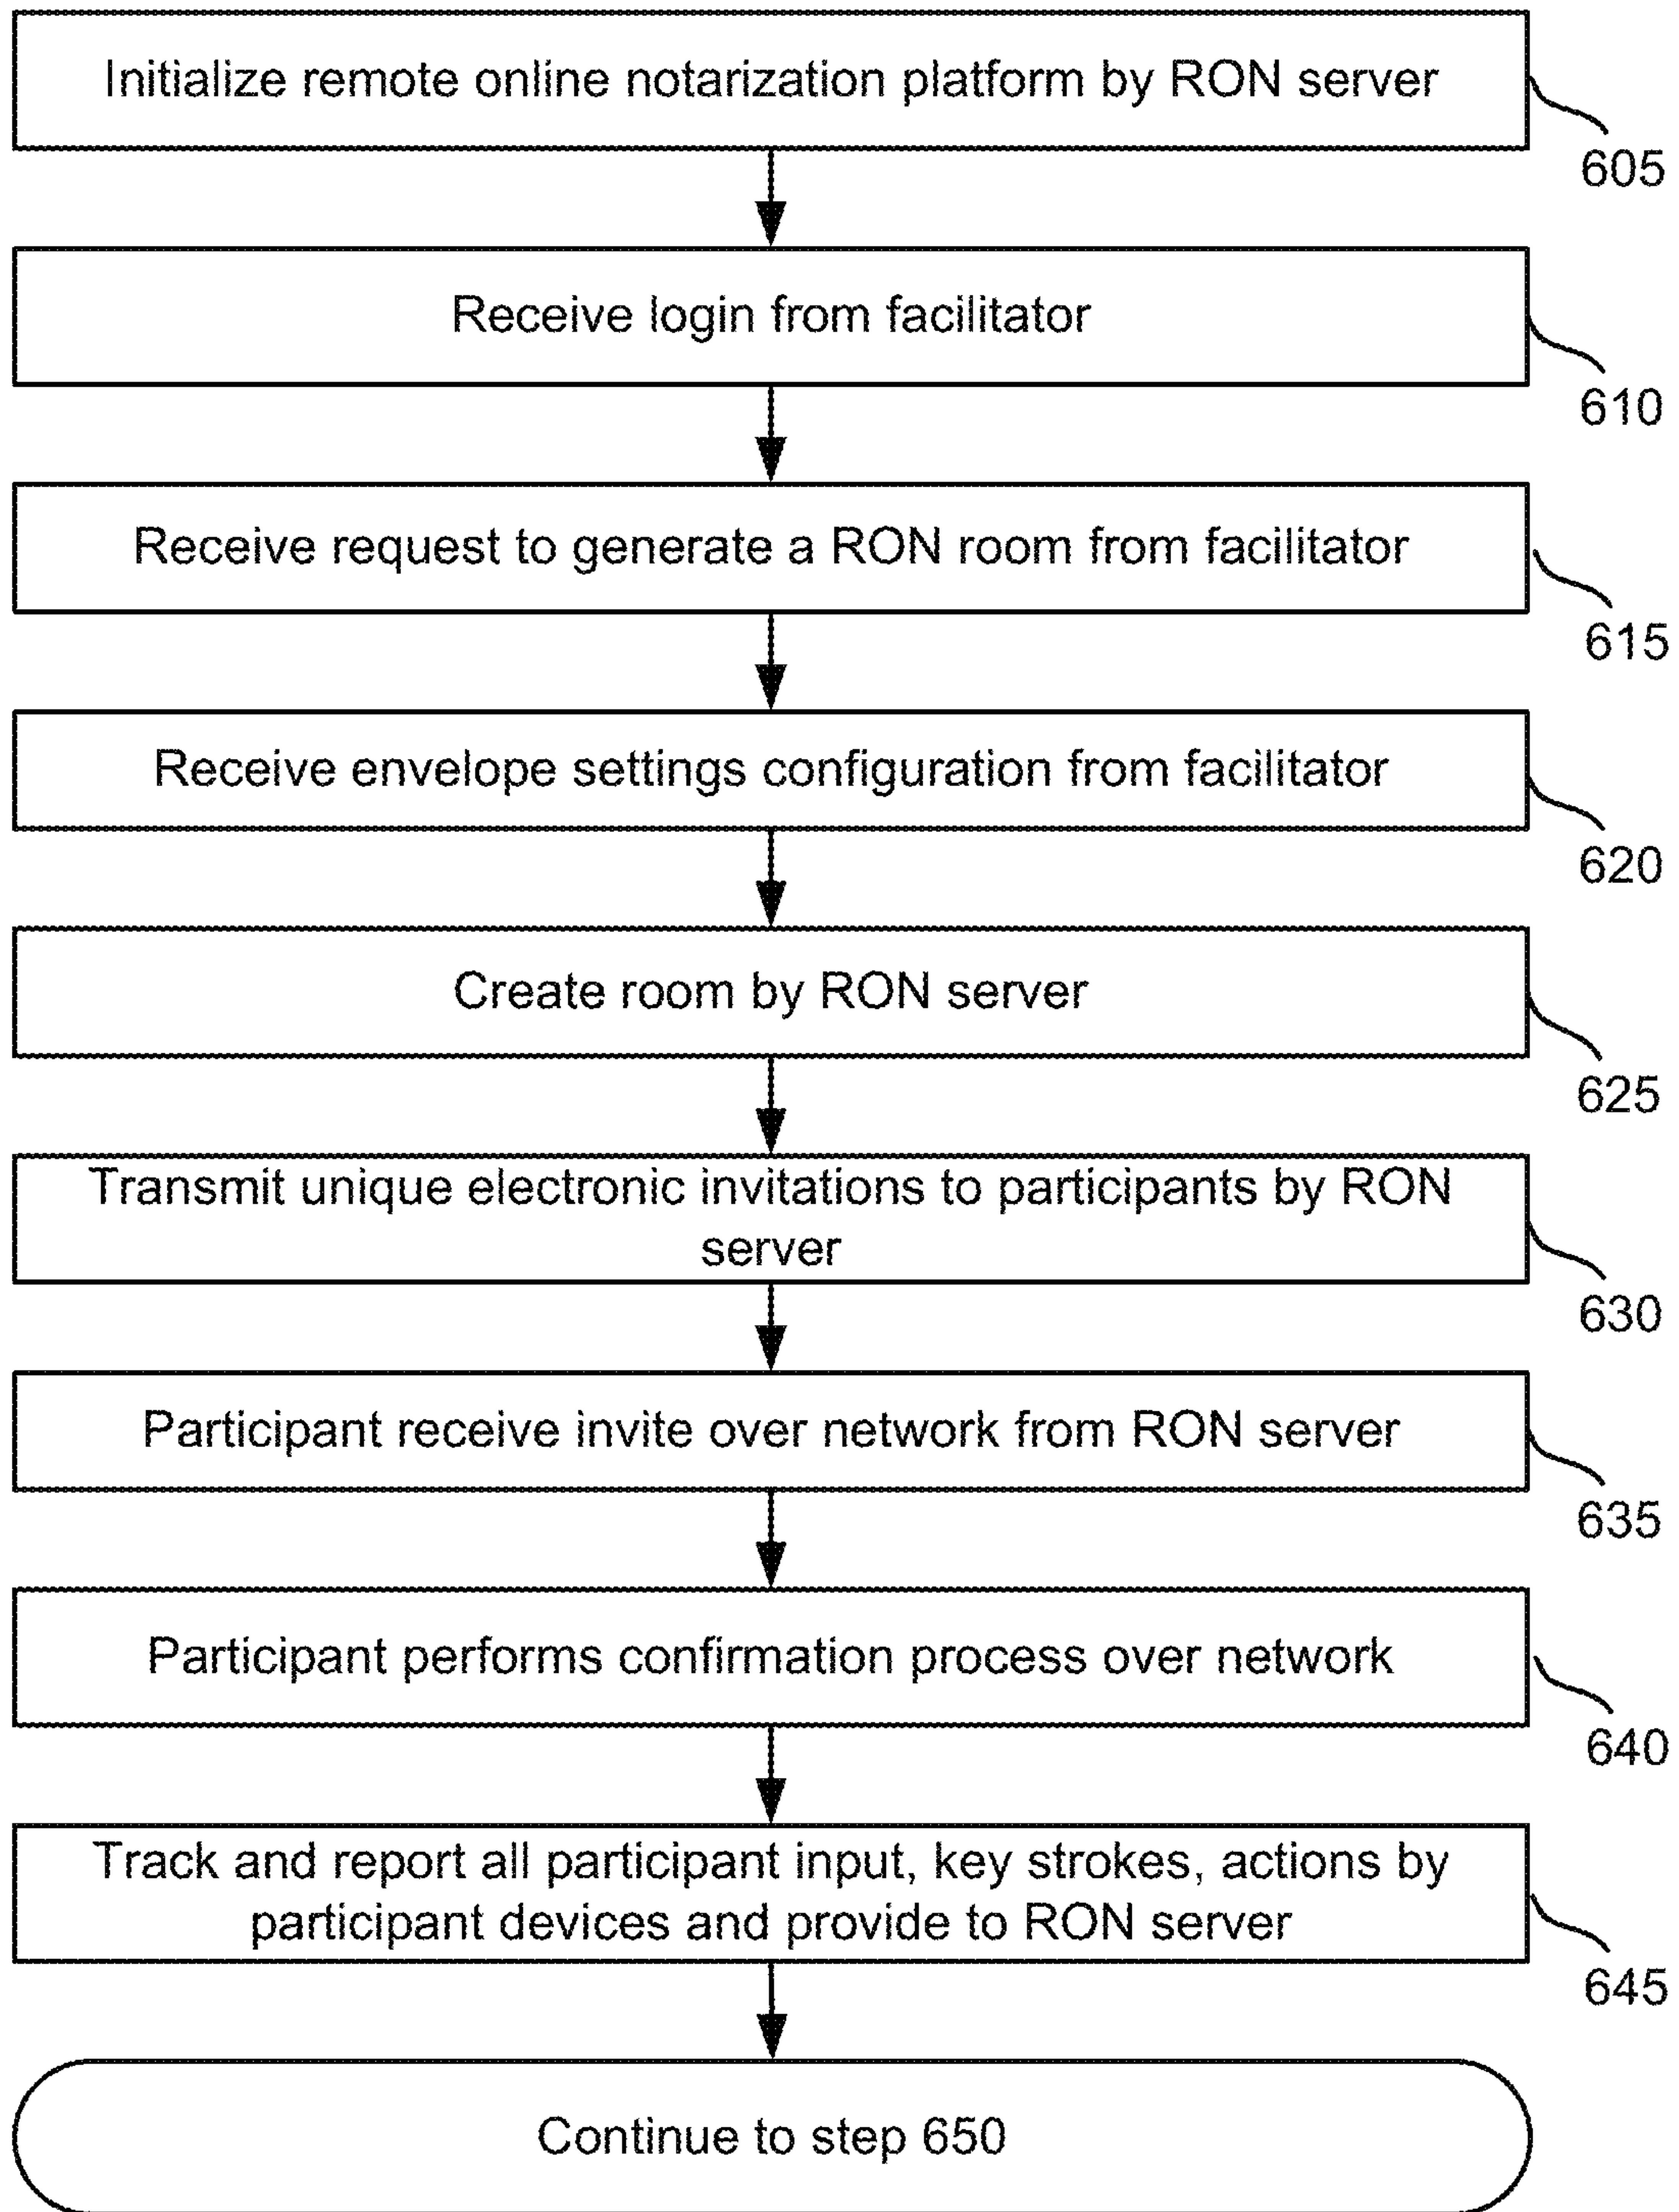 Initialize remote online notarization platform by RON server
605
Receive login from facilitator
610
Receive request to generate a RON room from facilitator
615
Receive envelope settings configuration from facilitator
620
Create room by RON server
625
Transmit unique electronic invitations to participants by RON
server
630
Participant receive invite over network from RON server
635
Participant performs confirmation process over network
640
Track and report all participant input, key strokes, actions by
participant devices and provide to RON server
645
Continue to step 650